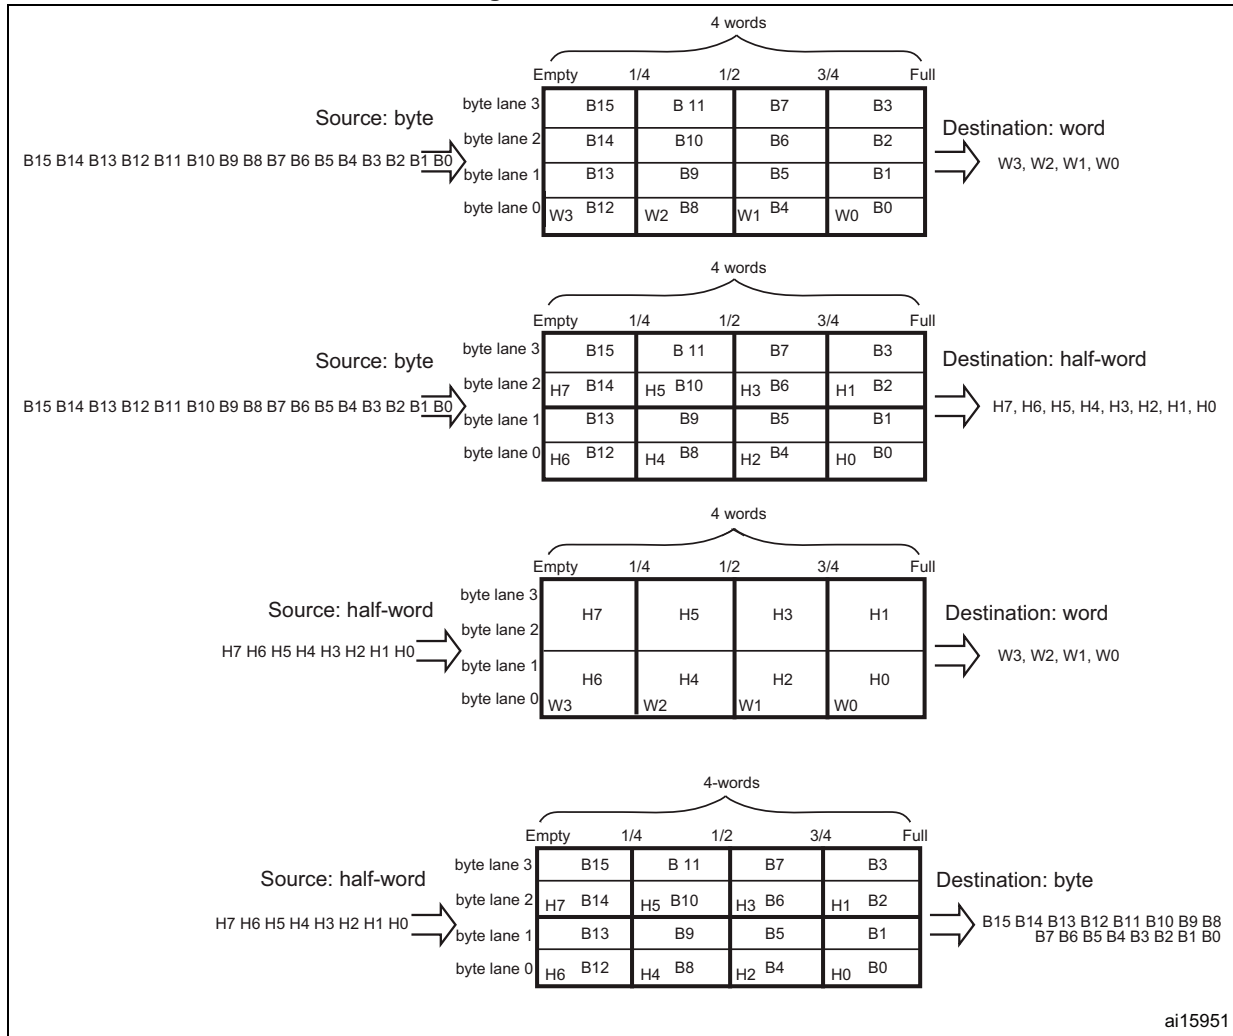 4 words
Empty 1/4 1/2 3/4 Full
byte lane 3 B15 B 11 B7 B3
Source: byte
byte lane 2 B14 B10 B6 B2
Destination: word
B15 B14 B13 B12 B11 B10 B9 B8 B7 B6 B5 B4 B3 B2 B1 B0
W3, W2, W1, W0
byte lane 1 B13 B9 B5 B1
byte lane 0 W3 B12 W2 B8 W1 B4 W0 B0
4 words
Empty 1/4 1/2 3/4 Full
byte lane 3 B15 B 11 B7 B3
Source: byte
Destination: half-word
byte lane 2 H7 B14 H5 B10 H3 B6 H1 B2
B15 B14 B13 B12 B11 B10 B9 B8 B7 B6 B5 B4 B3 B2 B1 B0
H7, H6, H5, H4, H3, H2, H1, H0
byte lane 1 B13 B9 B5 B1
byte lane 0 H6 B12 H4 B8 H2 B4 H0 B0
4 words
Empty 1/4 1/2 3/4 Full
byte lane 3
Source: half-word
H7 H5 H3 H1
Destination: word
byte lane 2
H7 H6 H5 H4 H3 H2 H1 H0
W3, W2, W1, W0
byte lane 1
H6 H4 H2 H0
byte lane 0 W3 W2 W1 W0
4-words
Empty 1/4 1/2 3/4 Full
byte lane 3 B15 B 11 B7 B3
Source: half-word
Destination: byte
byte lane 2 H7 B14 H5 B10 H3 B6 H1 B2
H7 H6 H5 H4 H3 H2 H1 H0
B15 B14 B13 B12 B11 B10 B9 B8
B7 B6 B5 B4 B3 B2 B1 B0
byte lane 1 B13 B9 B5 B1
byte lane 0 H6 B12 H4 B8 H2 B4 H0 B0
ai15951